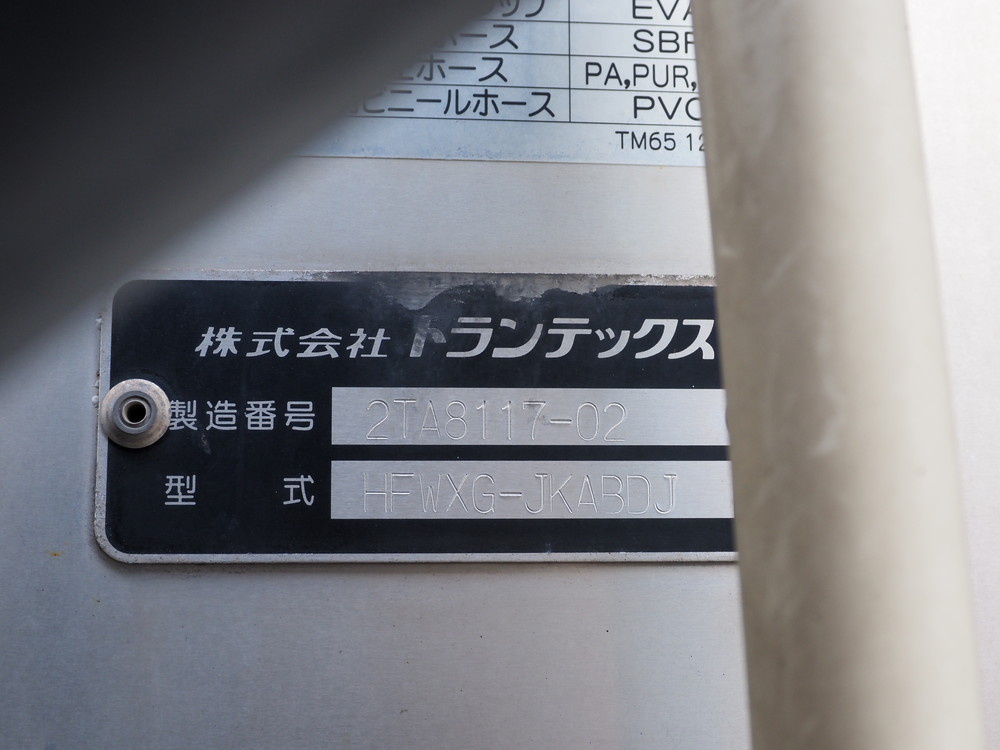 ップ EVA
ホース SBR
ホース PA,PUR,
ビニールホース PVC
TM65 12
株式会社 トランテックス
製造番号 2TA8117-02
型式 HFWXG-JKABDJ